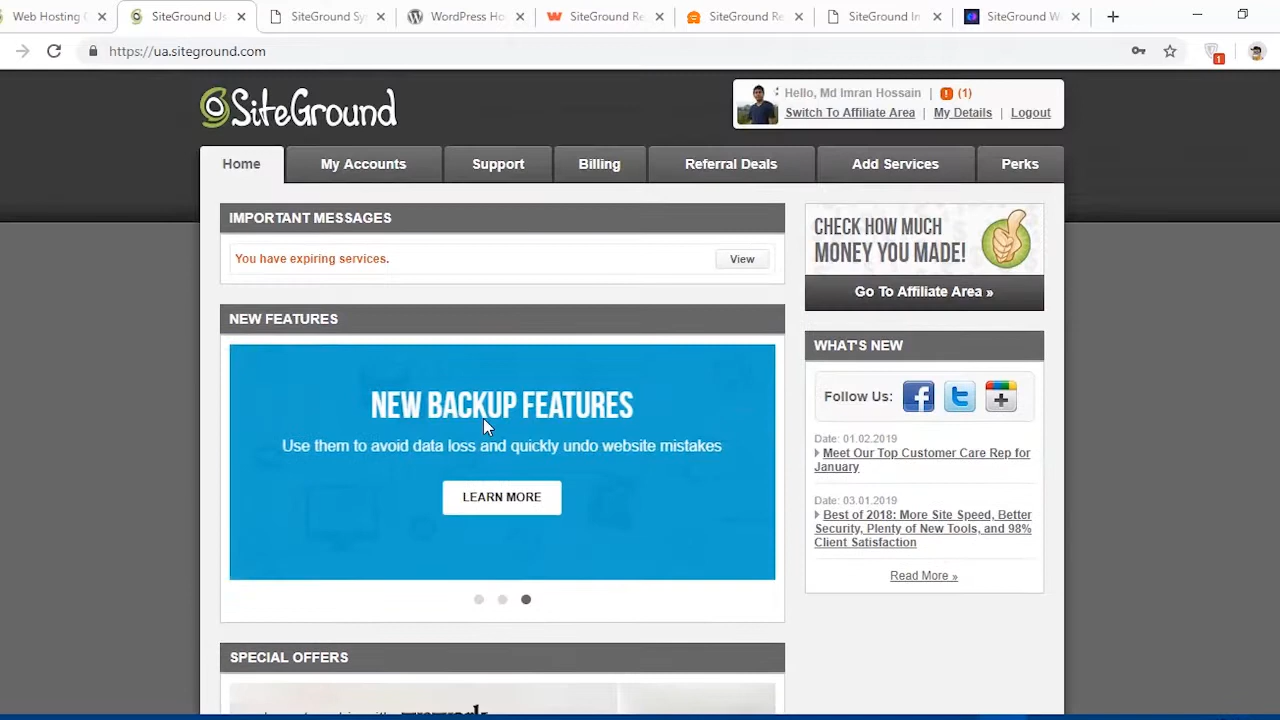 Web Hosting
SiteGround Us
SiteGround Sy
WordPress Ho
SiteGround Re
SiteGround Re
SiteGround In
SiteGround W
https://ua.siteground.com
1
SiteGround
Hello, Md Imran Hossain | ! (1)
Switch To Affiliate Area | My Details | Logout
Home
My Accounts
Support
Billing
Referral Deals
Add Services
Perks
IMPORTANT MESSAGES
You have expiring services.
View
NEW FEATURES
NEW BACKUP FEATURES
Use them to avoid data loss and quickly undo website mistakes
LEARN MORE
SPECIAL OFFERS
CHECK HOW MUCH
MONEY YOU MADE!
Go To Affiliate Area »
WHAT'S NEW
Follow Us:
Date: 01.02.2019
Meet Our Top Customer Care Rep for
January
Date: 03.01.2019
Best of 2018: More Site Speed, Better
Security, Plenty of New Tools, and 98%
Client Satisfaction
Read More »